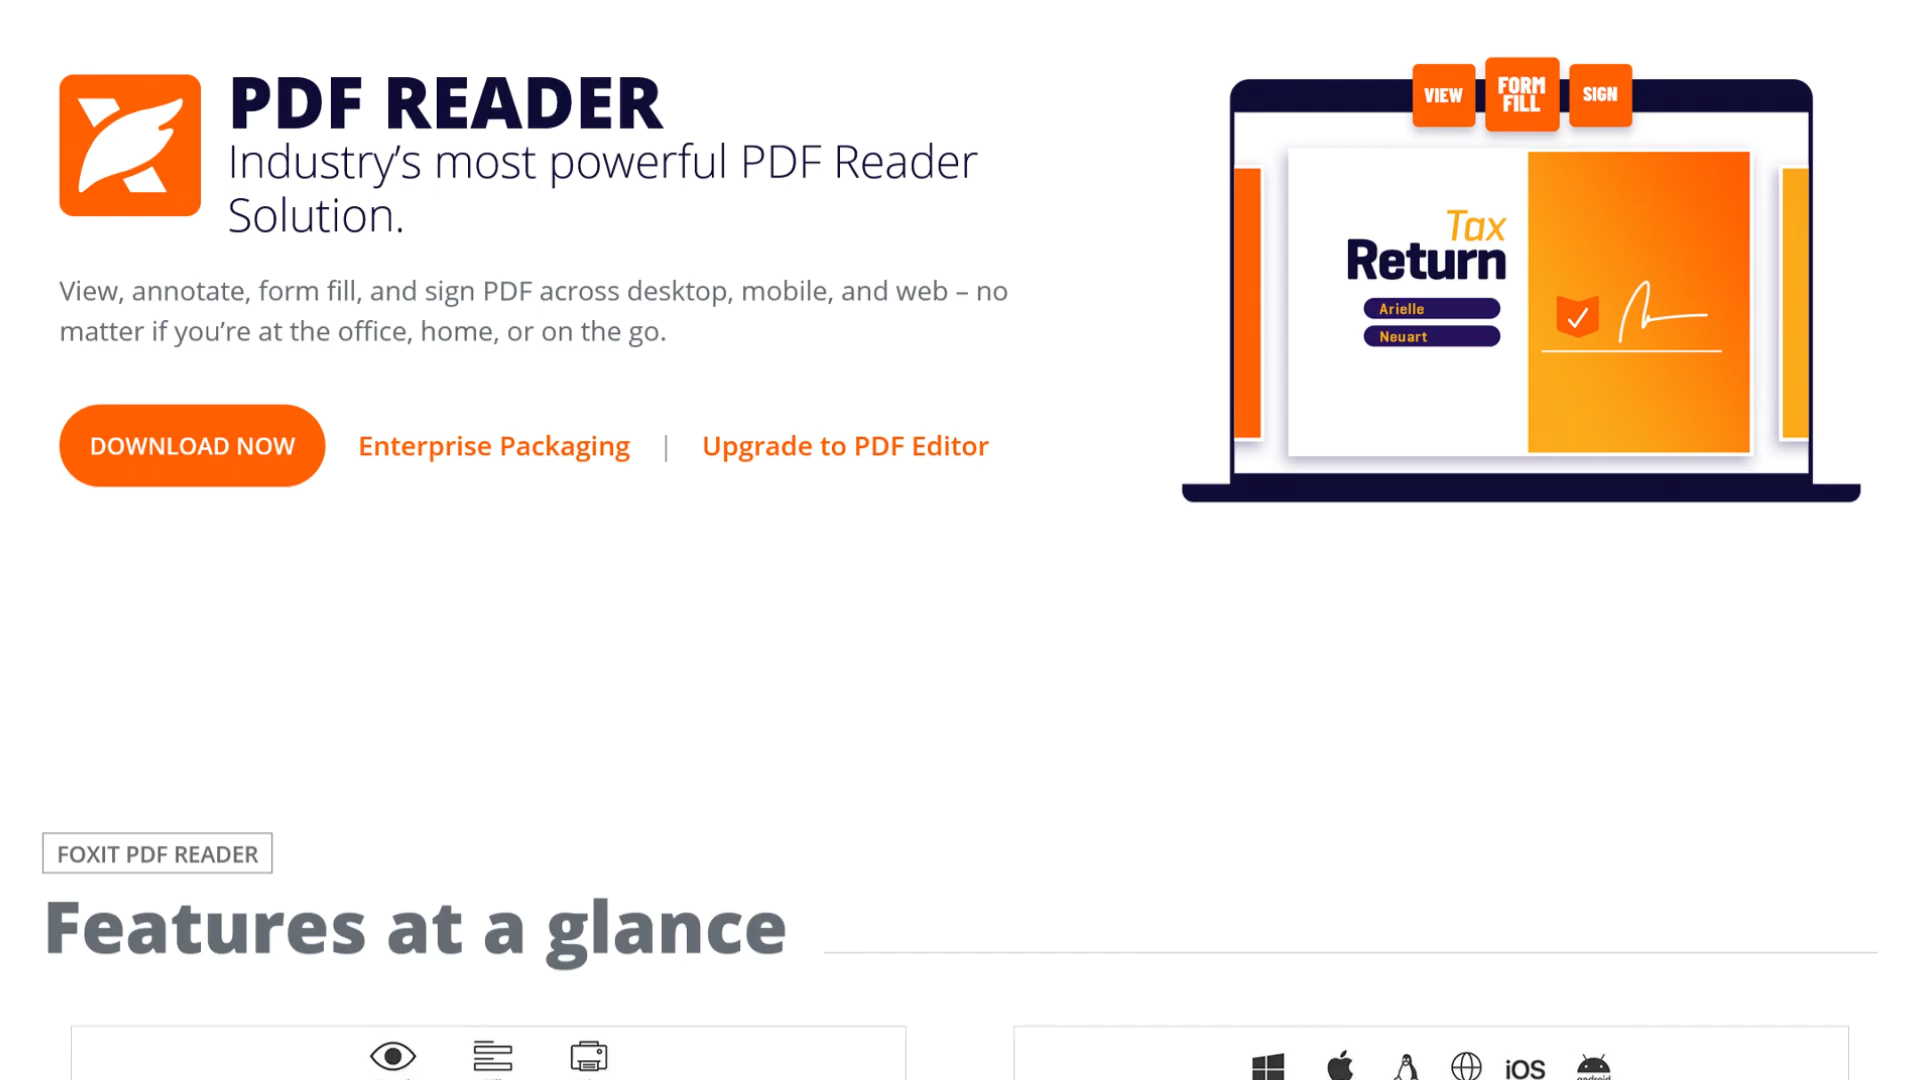 PDF READER
Industry’s most powerful PDF Reader
Solution.
View, annotate, form fill, and sign PDF across desktop, mobile, and web – no
matter if you’re at the office, home, or on the go.
DOWNLOAD NOW
Enterprise Packaging | Upgrade to PDF Editor
VIEW
FORM
FILL
SIGN
Tax
Return
Arielle
Neuart
FOXIT PDF READER
Features at a glance
iOS